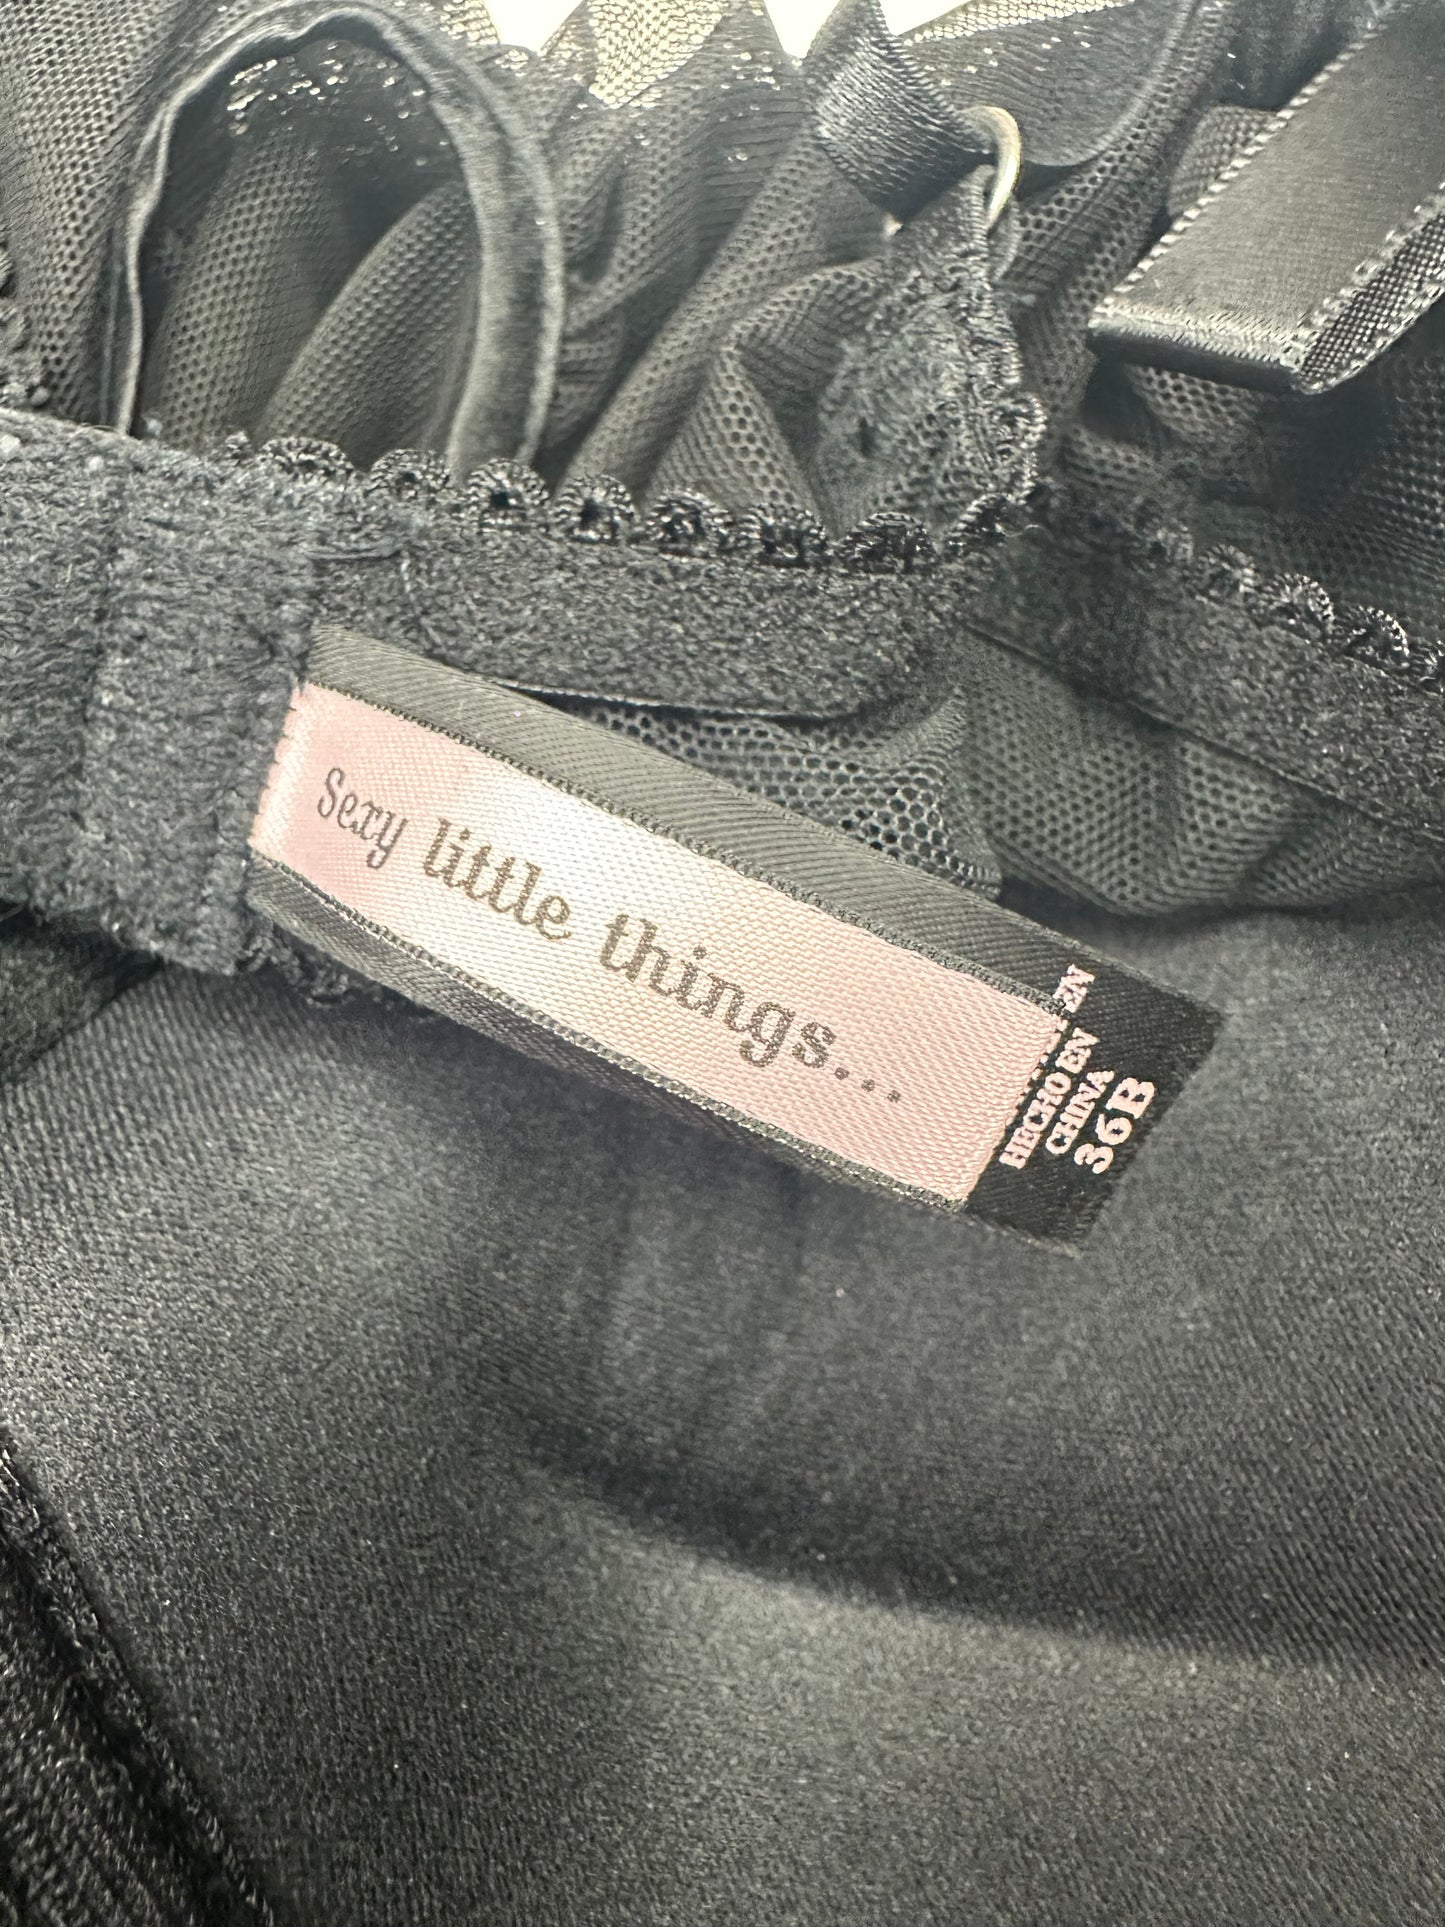 Sexy little things...
HECHO EN
CHINA
36B